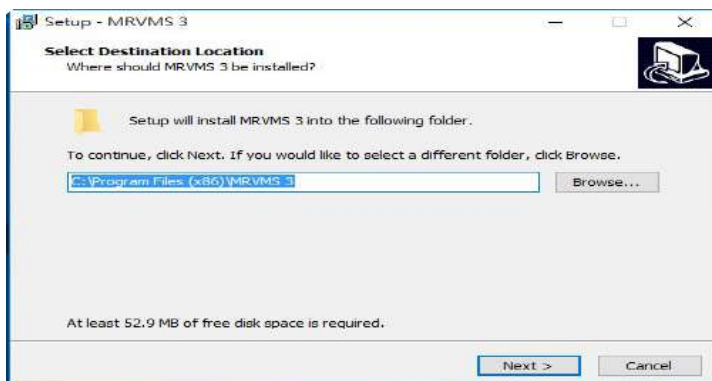 Setup - MRVMS 3
Select Destination Location
Where should MRVMS 3 be installed?
Setup will install MRVMS 3 into the following folder.
To continue, click Next. If you would like to select a different folder, click Browse.
C:\Program Files (x86)\MRVMS 3
Browse...
At least 52.9 MB of free disk space is required.
Next >
Cancel